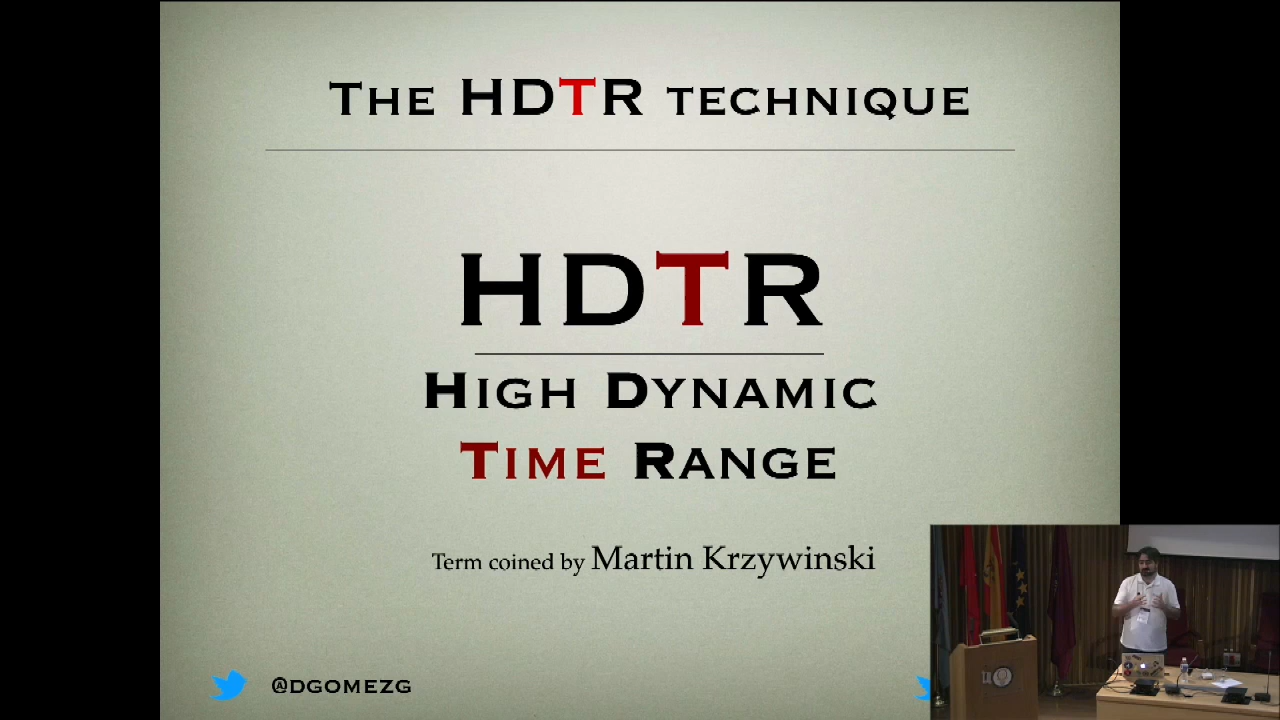 The HDTR technique
HDTR
High Dynamic
Time Range
Term coined by Martin Krzywinski
@dgomezg